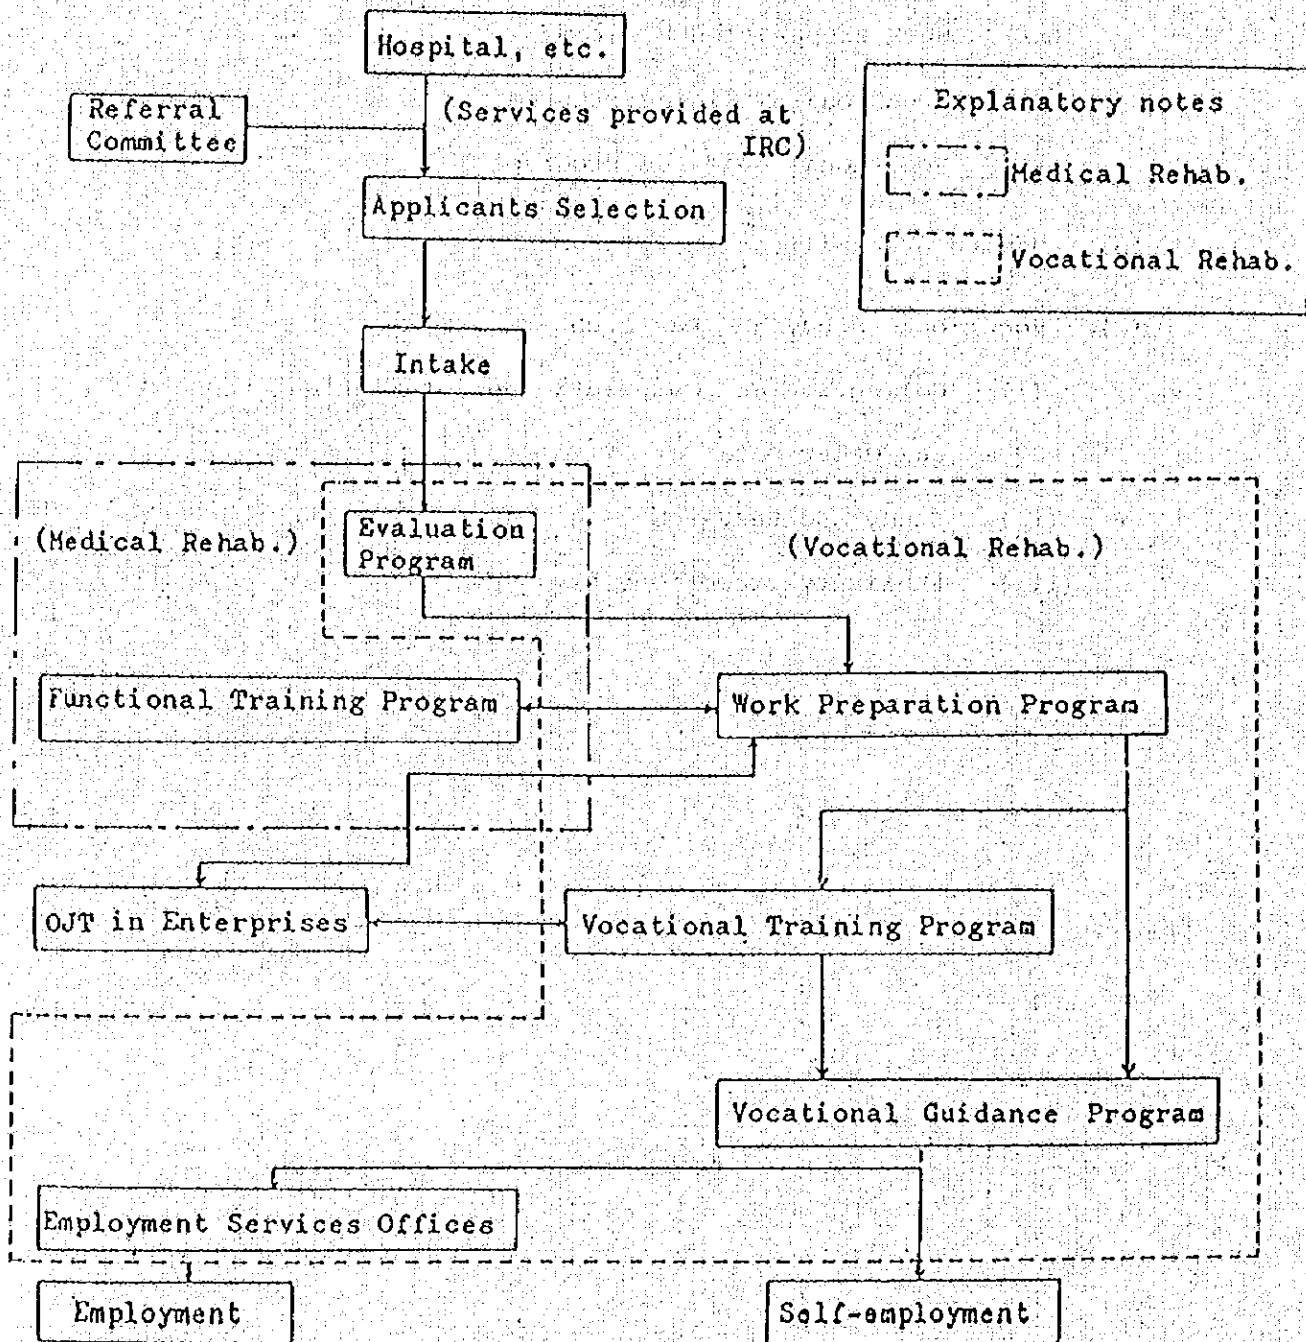 Hospital, etc.
Referral
Committee
(Services provided at
IRC)
Explanatory notes
Medical Rehab.
Vocational Rehab.
Applicants Selection
Intake
(Medical Rehab.)
Evaluation
Program
(Vocational Rehab.)
Functional Training Program
Work Preparation Program
OJT in Enterprises
Vocational Training Program
Vocational Guidance Program
Employment Services Offices
Employment
Self-employment